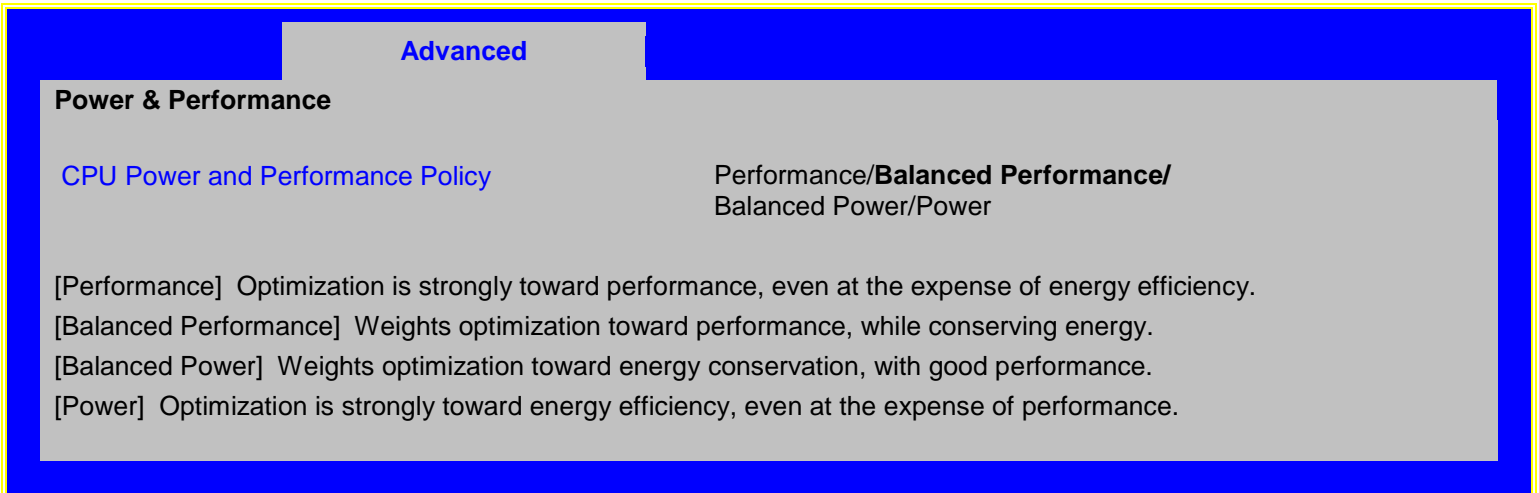 Advanced
Power & Performance
CPU Power and Performance Policy Performance/Balanced Performance/
Balanced Power/Power
[Performance] Optimization is strongly toward performance, even at the expense of energy efficiency.
[Balanced Performance] Weights optimization toward performance, while conserving energy.
[Balanced Power] Weights optimization toward energy conservation, with good performance.
[Power] Optimization is strongly toward energy efficiency, even at the expense of performance.